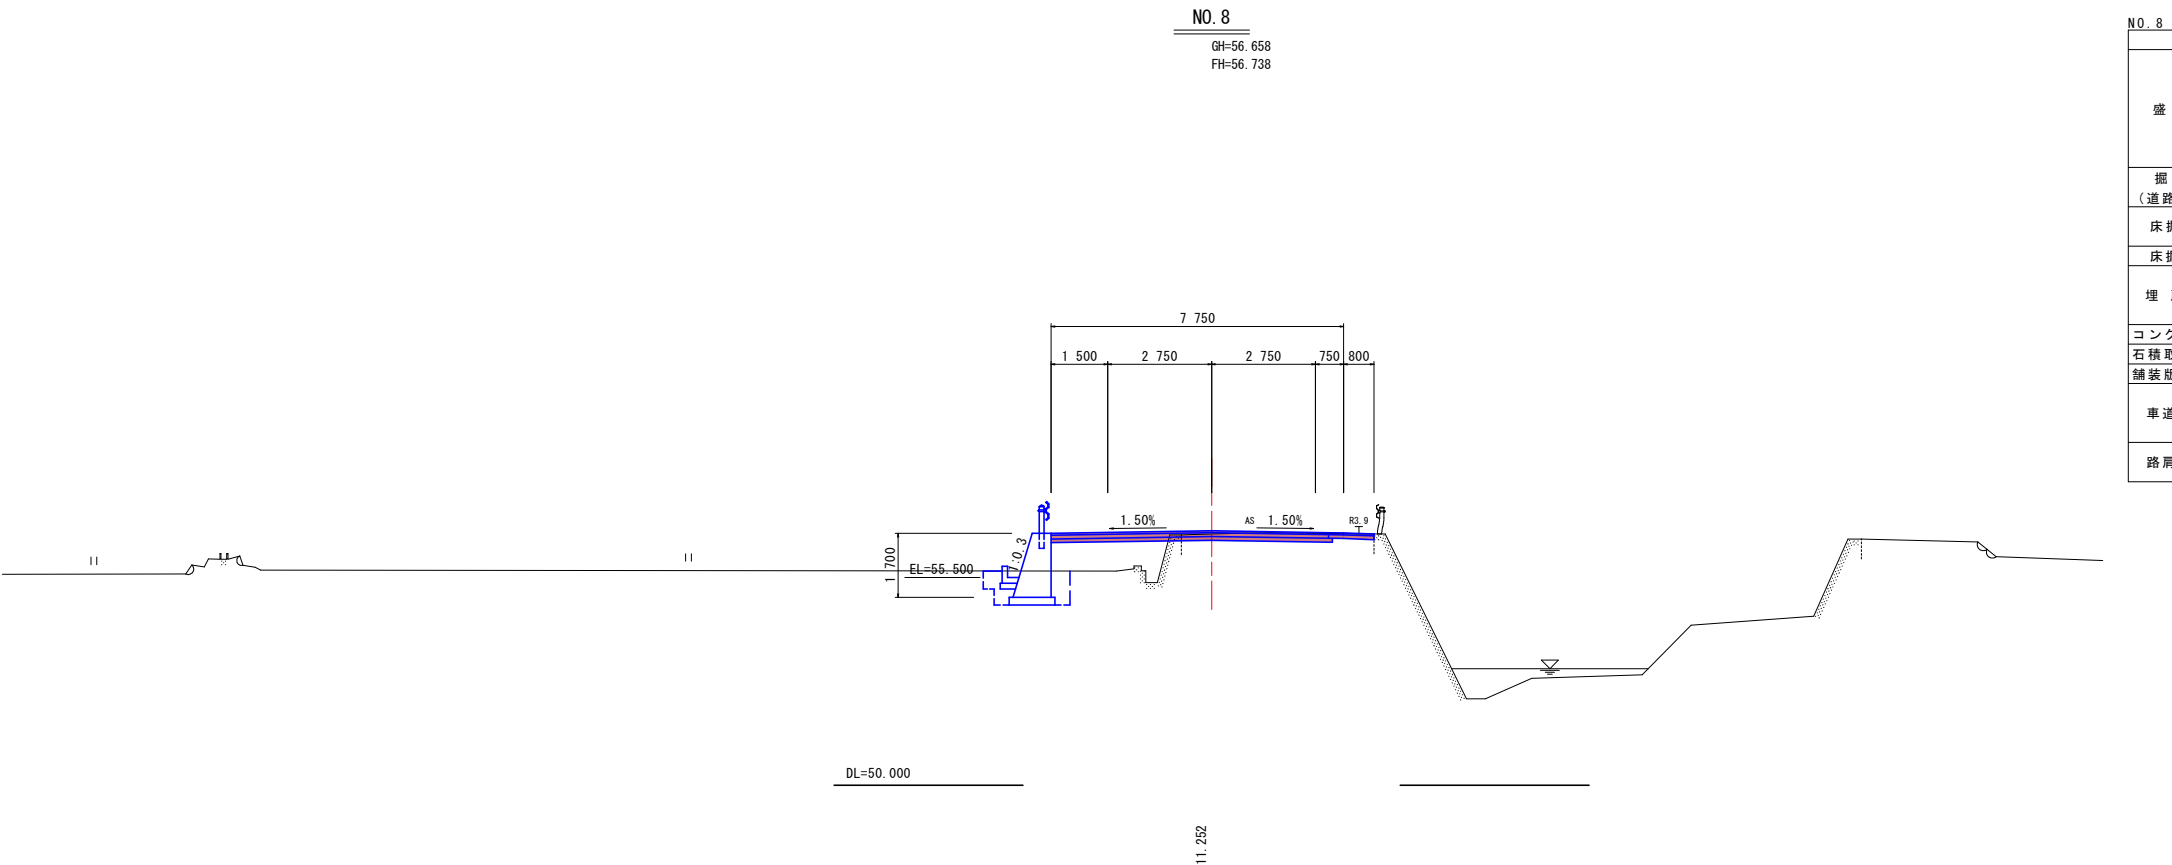 NO.8
GH=56.658
FH=56.738
7 750
1 500
2 750
2 750
750
800
1.50%
AS
1.50%
R3.9
1:0.3
1 700
EL=55.500
DL=50.000
11.252
NO.8
盛
掘
(道路
床掘
床掘
埋
コンク
石積取
舗装版
車道
路肩